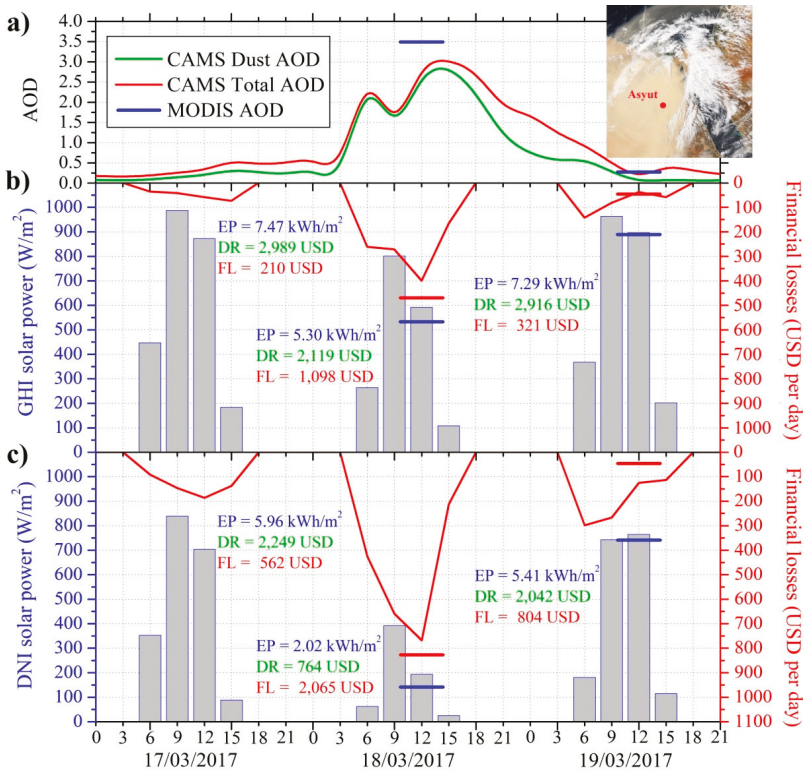 a)
AOD
4.0
3.5
3.0
2.5
2.0
1.5
1.0
0.5
0.0
CAMS Dust AOD
CAMS Total AOD
MODIS AOD
Asyut
b)
GHI solar power (W/m²)
1000
900
800
700
600
500
400
300
200
100
0
EP = 7.47 kWh/m²
DR = 2,989 USD
FL = 210 USD
EP = 5.30 kWh/m²
DR = 2,119 USD
FL = 1,098 USD
EP = 7.29 kWh/m²
DR = 2,916 USD
FL = 321 USD
0
100
200
300
400
500
600
700
800
900
1000
Financial losses
(USD per day)
c)
DNI solar power (W/m²)
1000
900
800
700
600
500
400
300
200
100
0
EP = 5.96 kWh/m²
DR = 2,249 USD
FL = 562 USD
EP = 2.02 kWh/m²
DR = 764 USD
FL = 2,065 USD
EP = 5.41 kWh/m²
DR = 2,042 USD
FL = 804 USD
0
100
200
300
400
500
600
700
800
900
1000
1100
Financial losses
(USD per day)
0 3 6 9 12 15 18 21 0 3 6 9 12 15 18 21 0 3 6 9 12 15 18 21
17/03/2017 18/03/2017 19/03/2017